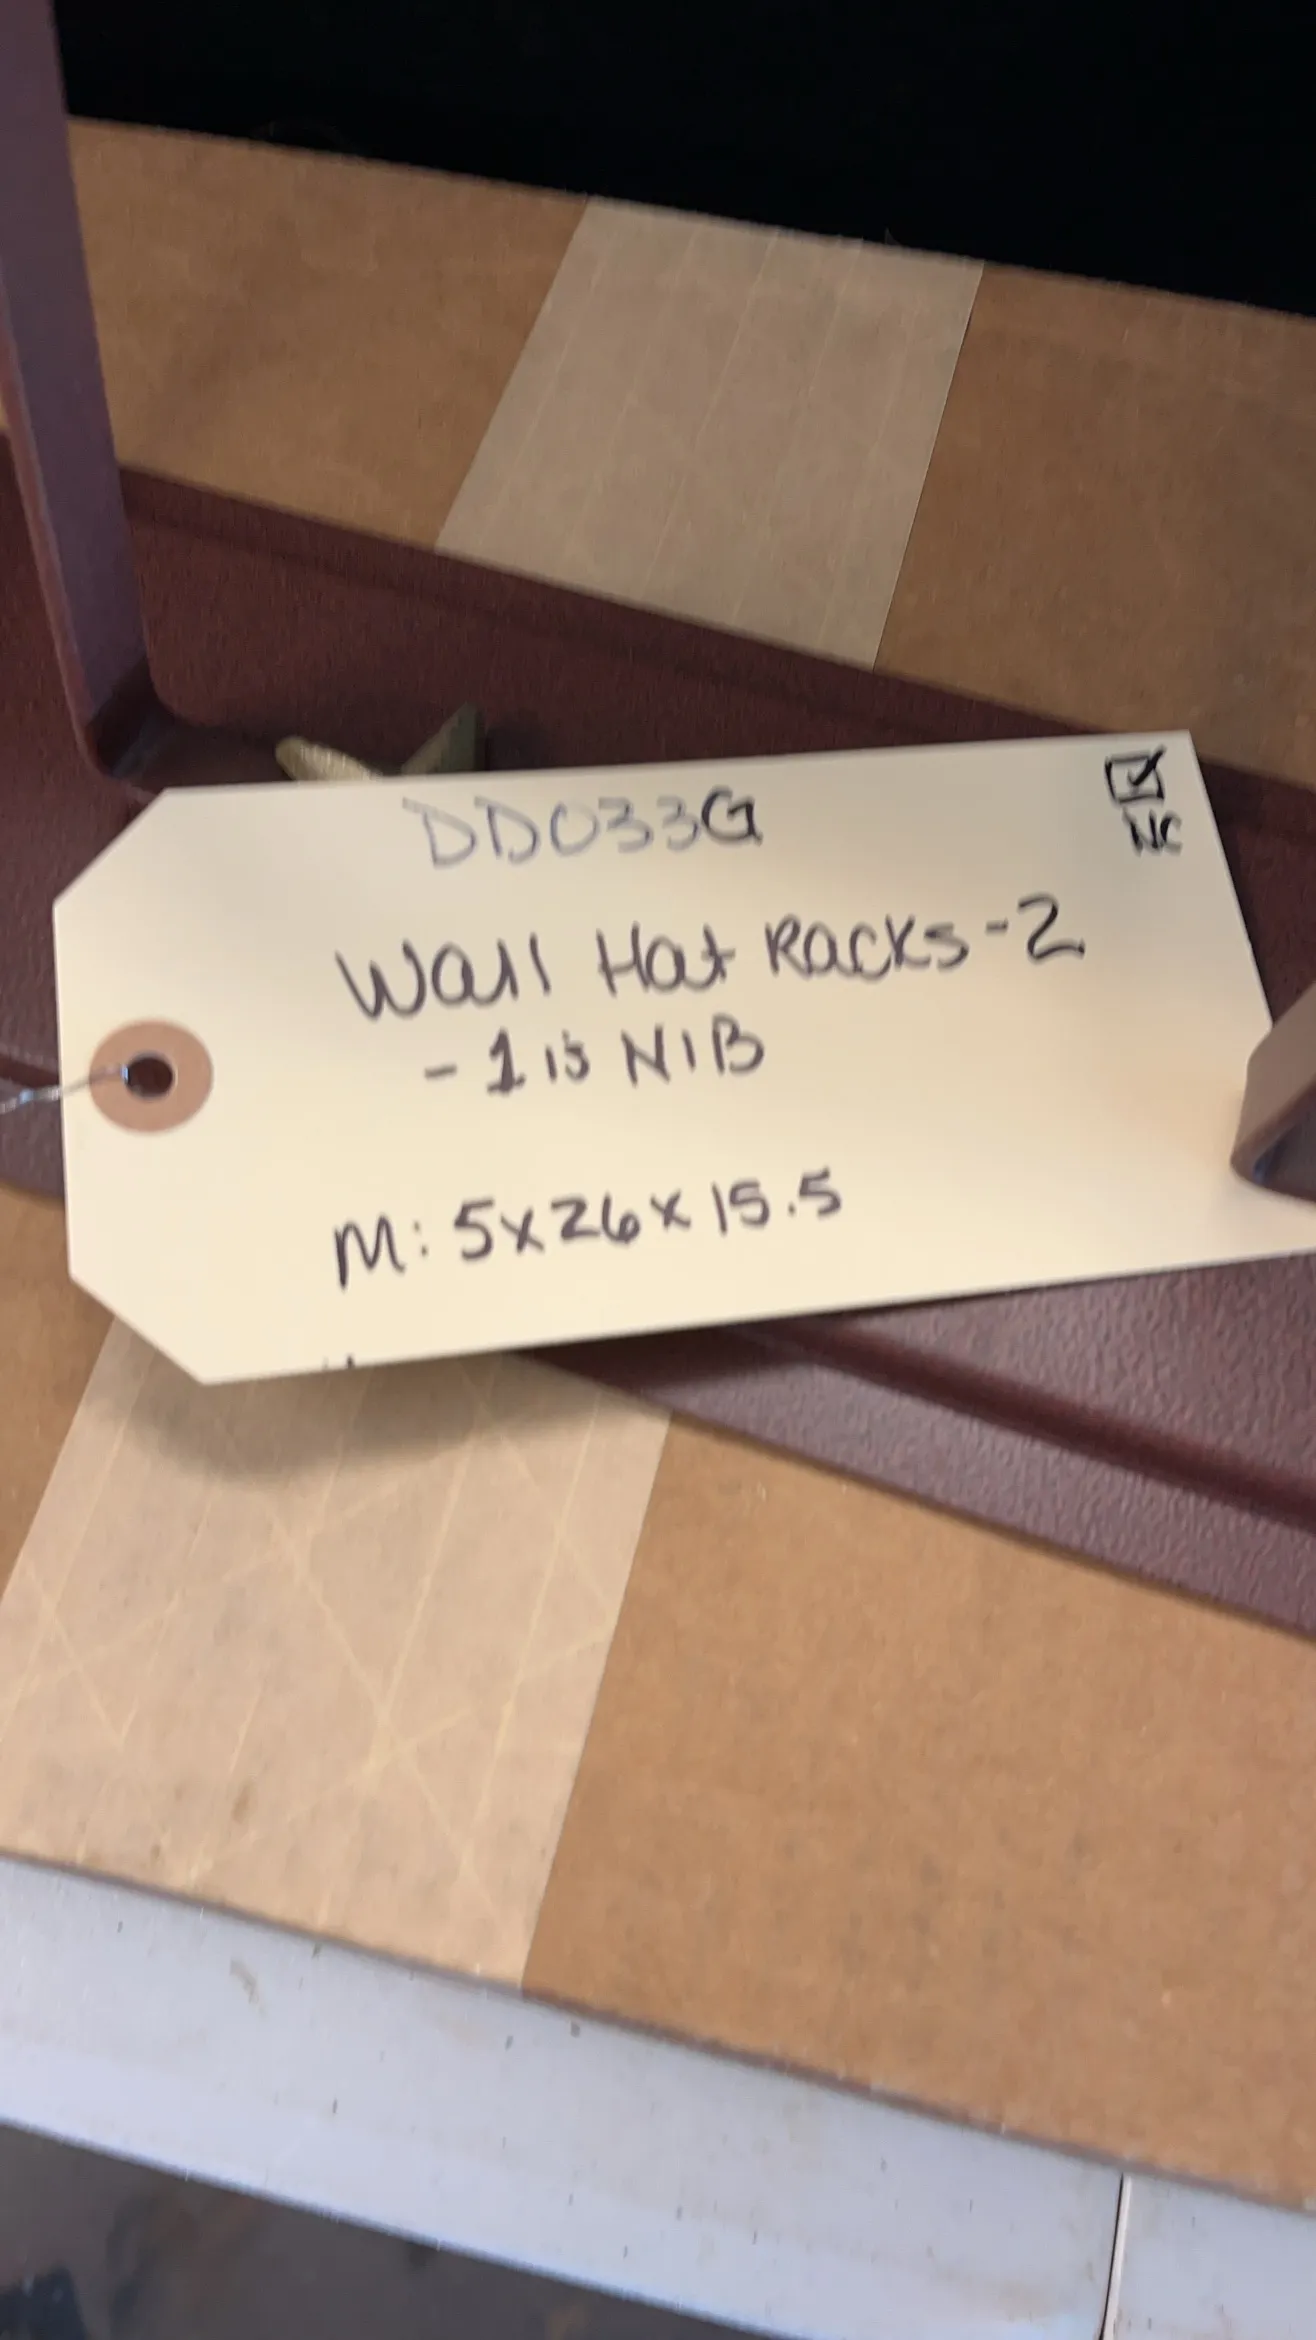 DD033G
☑
NC
Wall Hat Racks-2
- 1 is NIB
M: 5x26x15.5